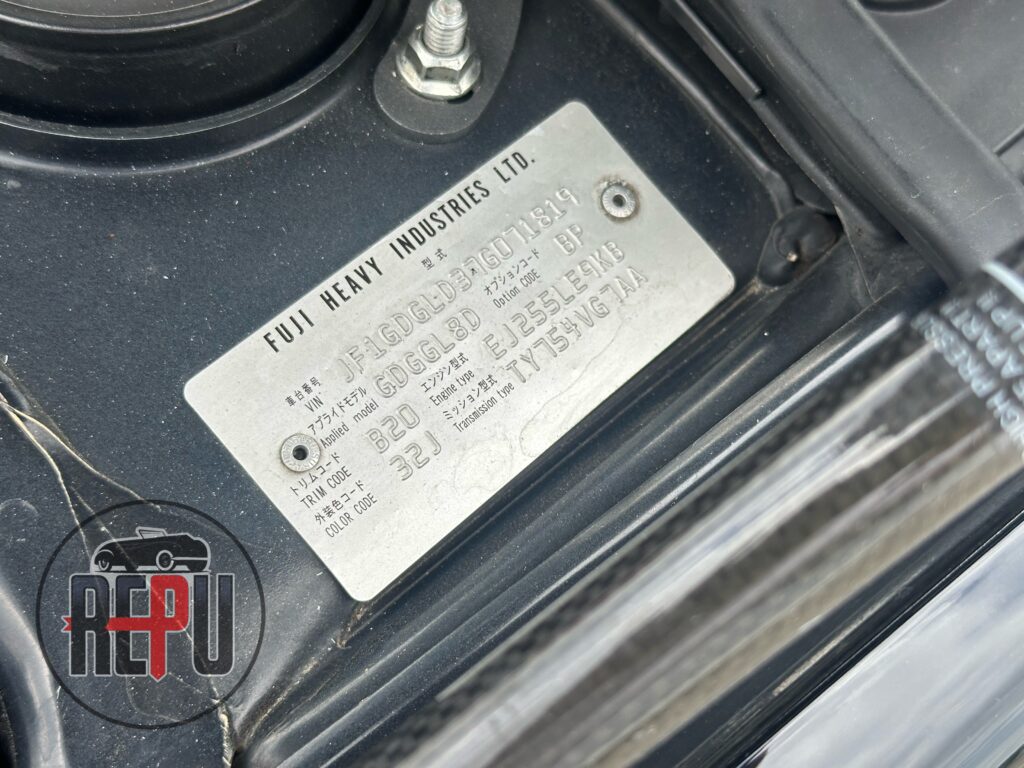 FUJI HEAVY INDUSTRIES LTD.
型式
車台番号
VIN JF1GDGLD37G071819
アプライドモデル オプションコード
Applied model GDGGL8D Option CODE BP
トリムコード エンジン型式
TRIM CODE B20 Engine type EJ255LE9KB
外装色コード ミッション型式
COLOR CODE 32J Transmission type TY754VG7AA
REPU